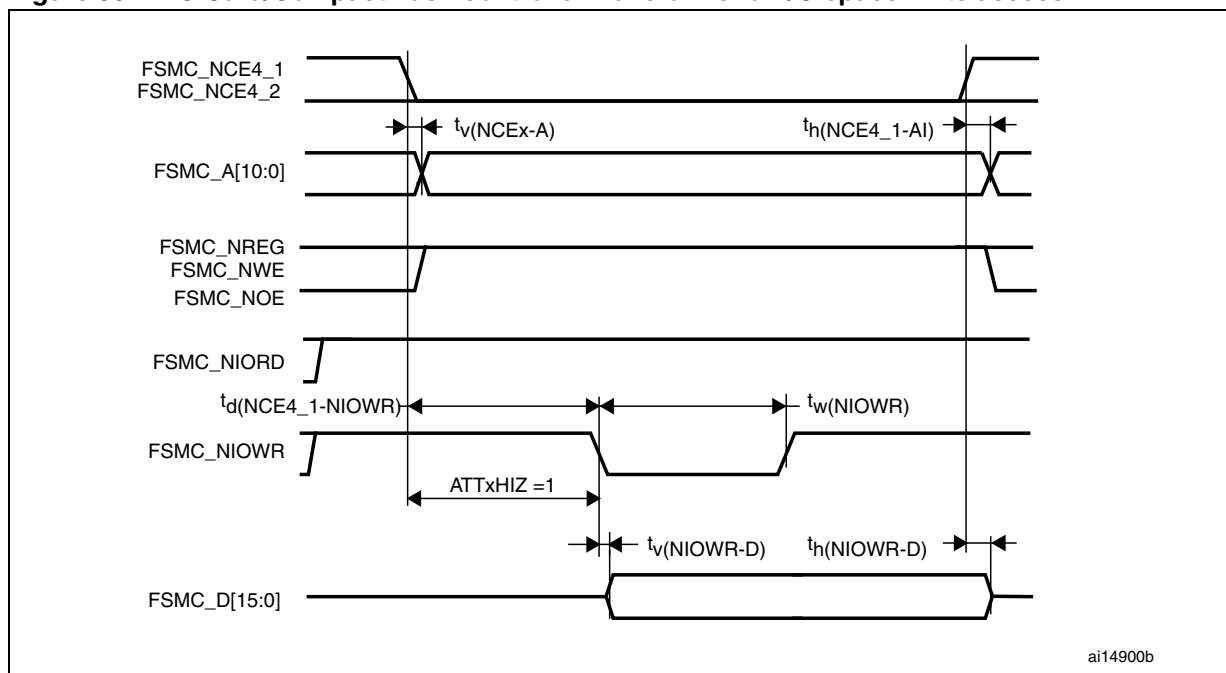 FSMC_NCE4_1
FSMC_NCE4_2
tv(NCEx-A)
th(NCE4_1-AI)
FSMC_A[10:0]
FSMC_NREG
FSMC_NWE
FSMC_NOE
FSMC_NIORD
td(NCE4_1-NIOWR)
tw(NIOWR)
FSMC_NIOWR
ATTxHIZ =1
tv(NIOWR-D)
th(NIOWR-D)
FSMC_D[15:0]
ai14900b